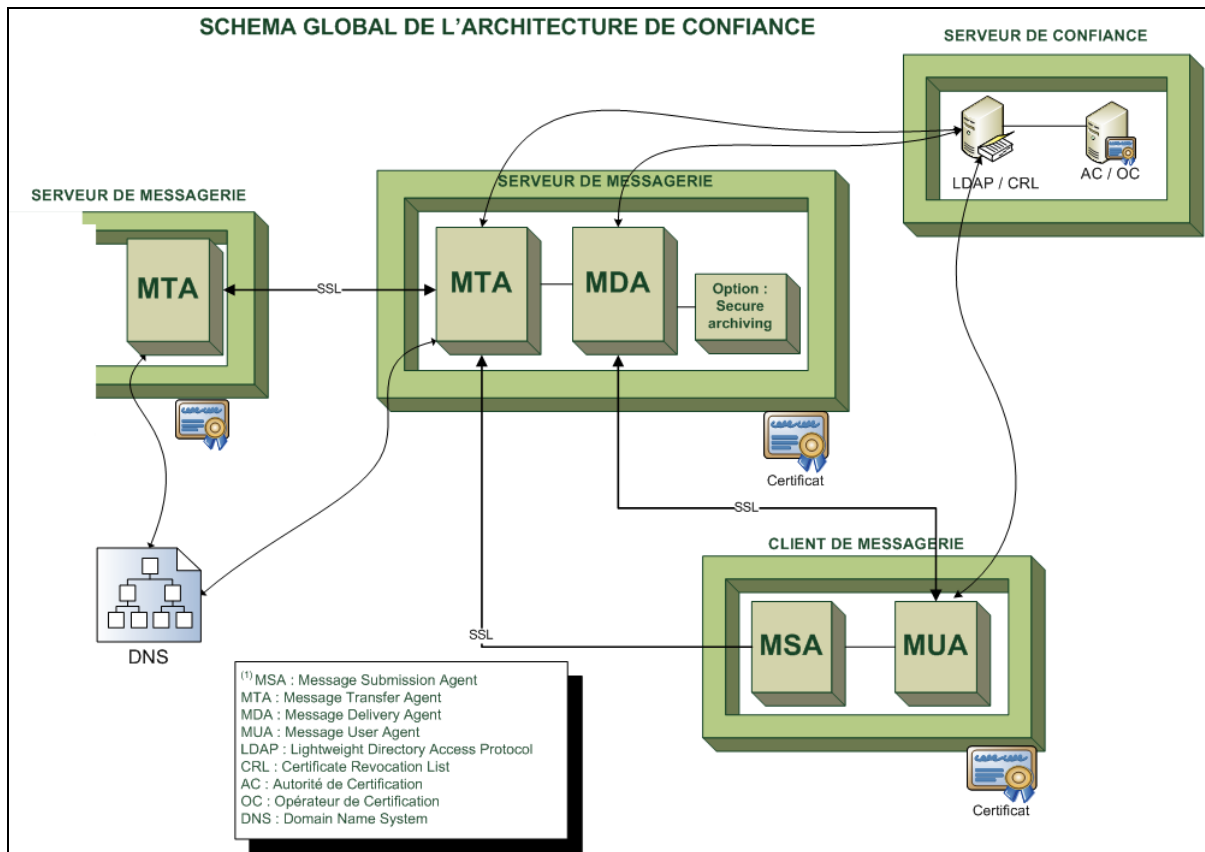 SCHEMA GLOBAL DE L'ARCHITECTURE DE CONFIANCE
SERVEUR DE CONFIANCE
LDAP / CRL
AC / OC
SERVEUR DE MESSAGERIE
MTA
SSL
SERVEUR DE MESSAGERIE
MTA
MDA
Option :
Secure
archiving
Certificat
SSL
CLIENT DE MESSAGERIE
MSA
MUA
SSL
Certificat
DNS
(1) MSA : Message Submission Agent
MTA : Message Transfer Agent
MDA : Message Delivery Agent
MUA : Message User Agent
LDAP : Lightweight Directory Access Protocol
CRL : Certificate Revocation List
AC : Autorité de Certification
OC : Opérateur de Certification
DNS : Domain Name System